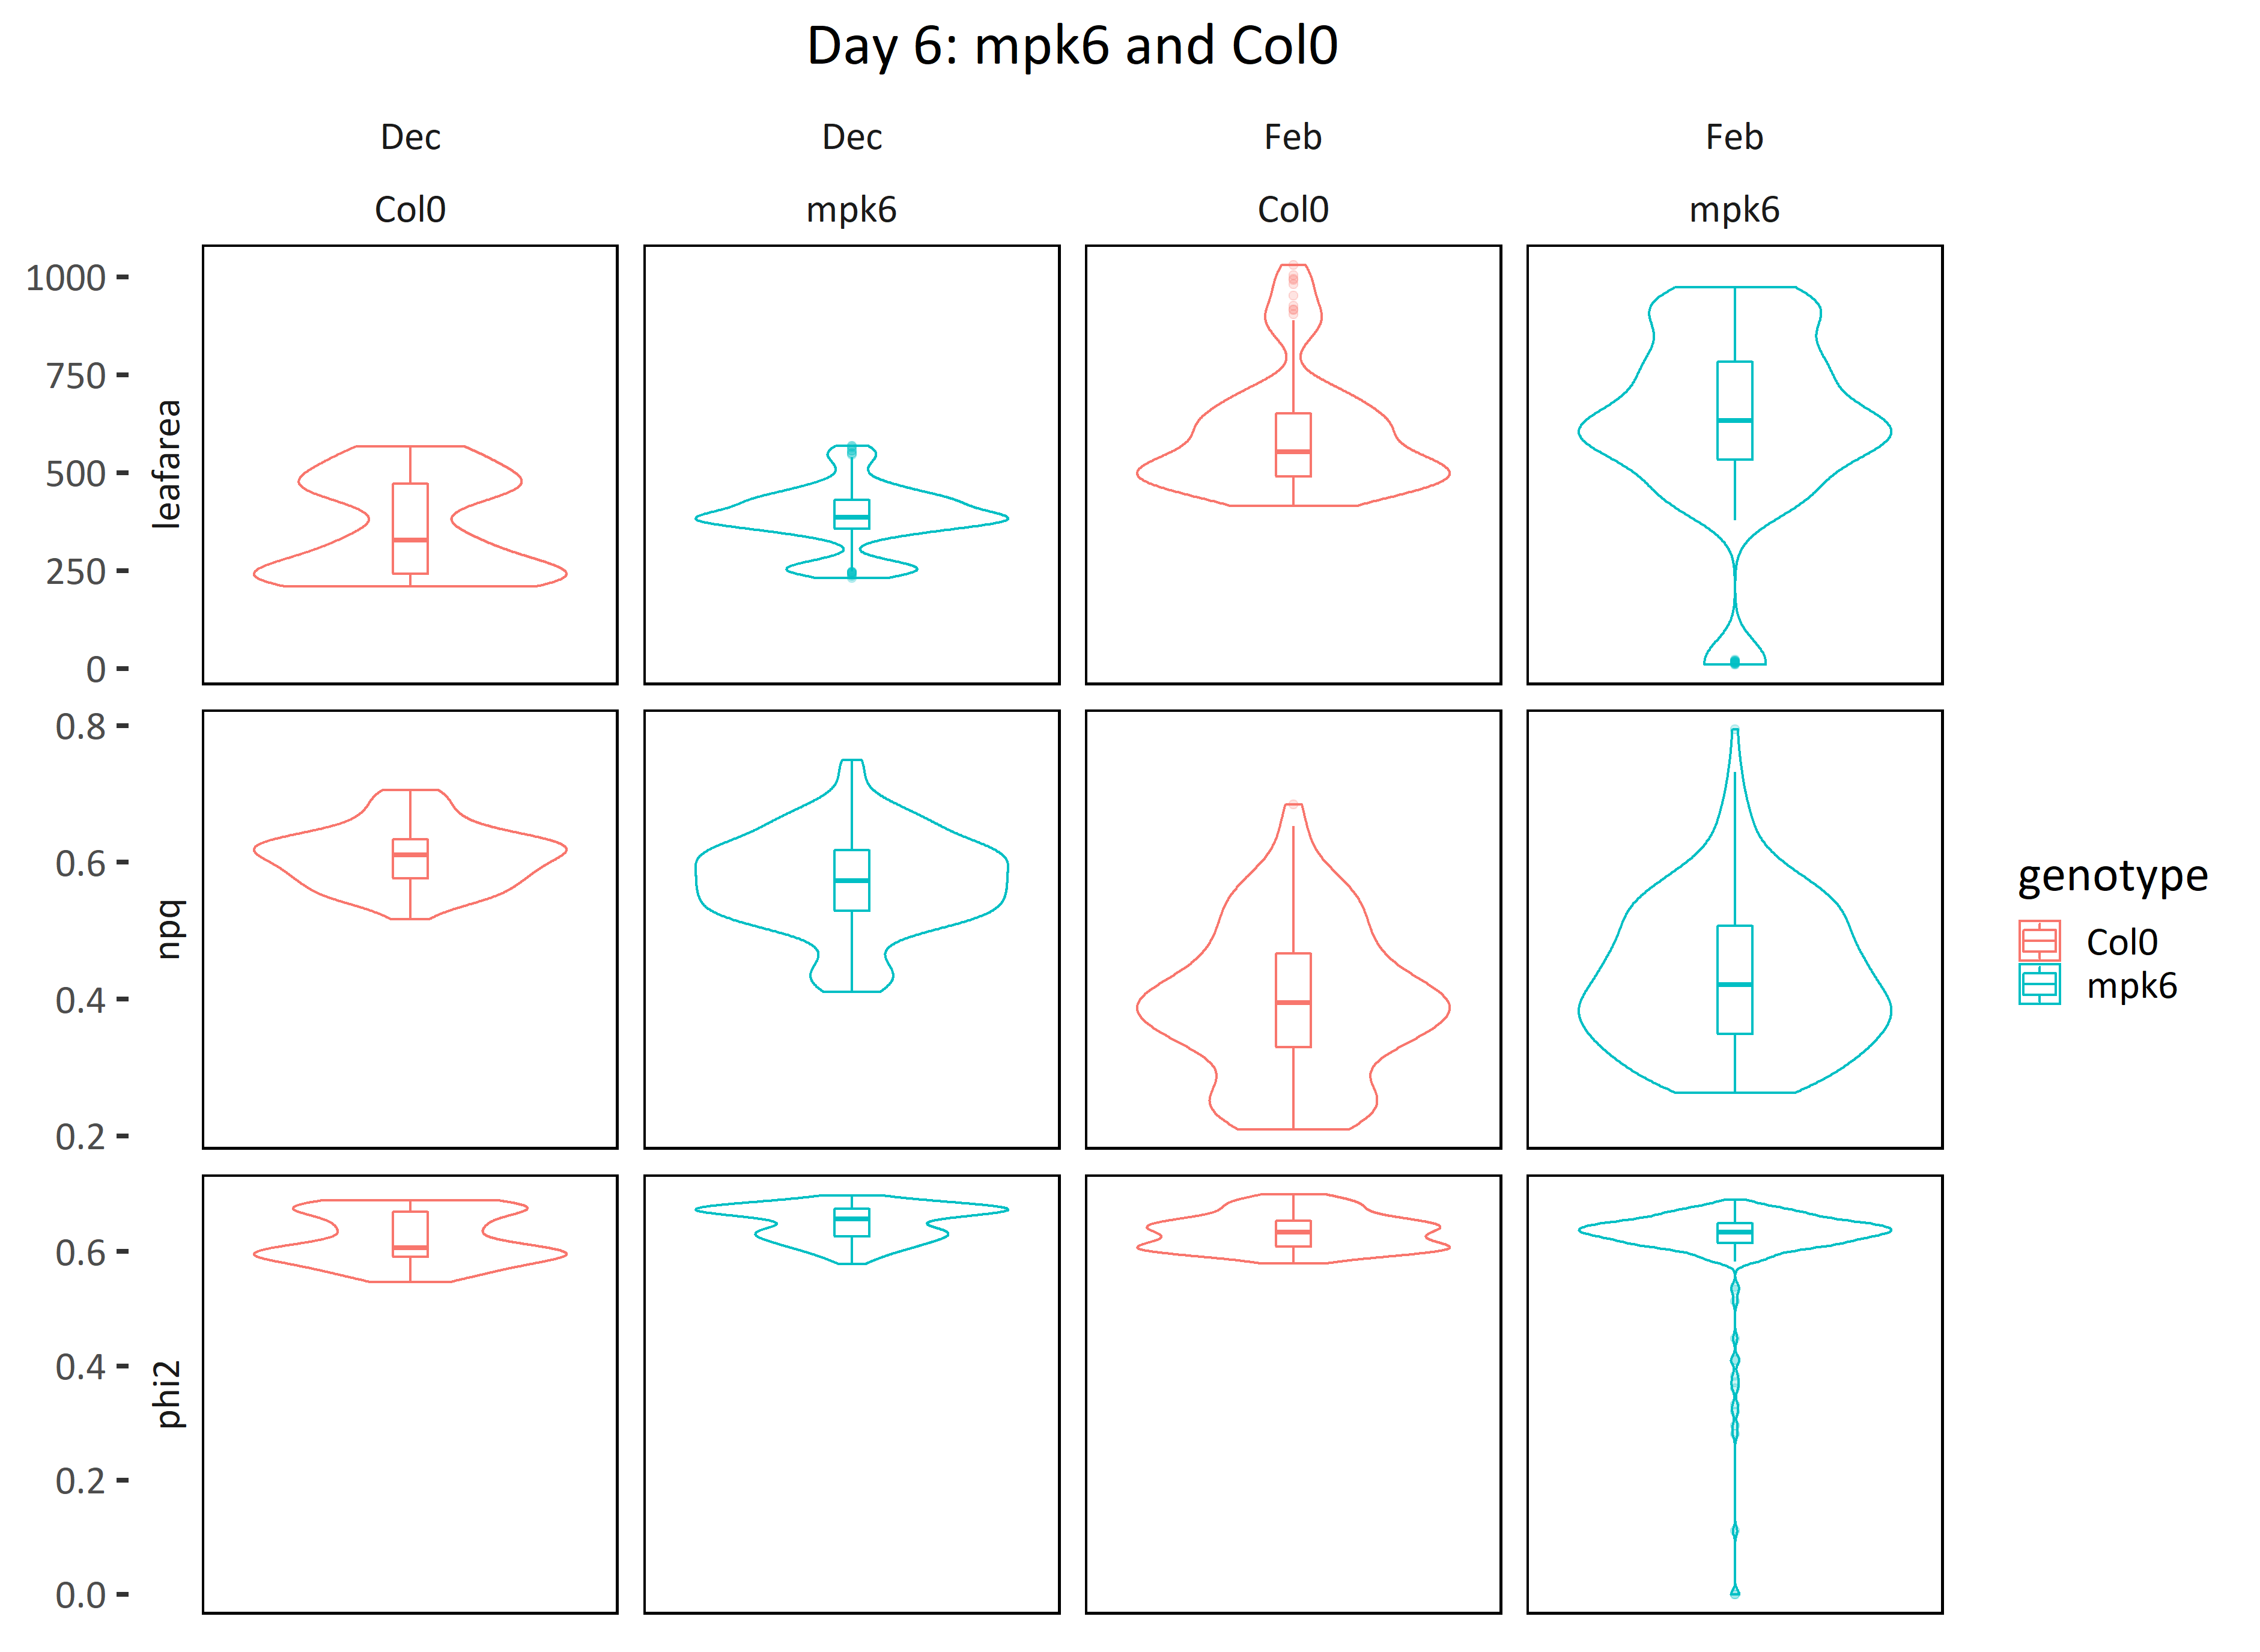 Day 6: mpk6 and Col0
Dec Dec Feb Feb
Col0 mpk6 Col0 mpk6
leafarea
1000
750
500
250
0
npq
0.8
0.6
0.4
0.2
phi2
0.6
0.4
0.2
0.0
genotype
Col0
mpk6